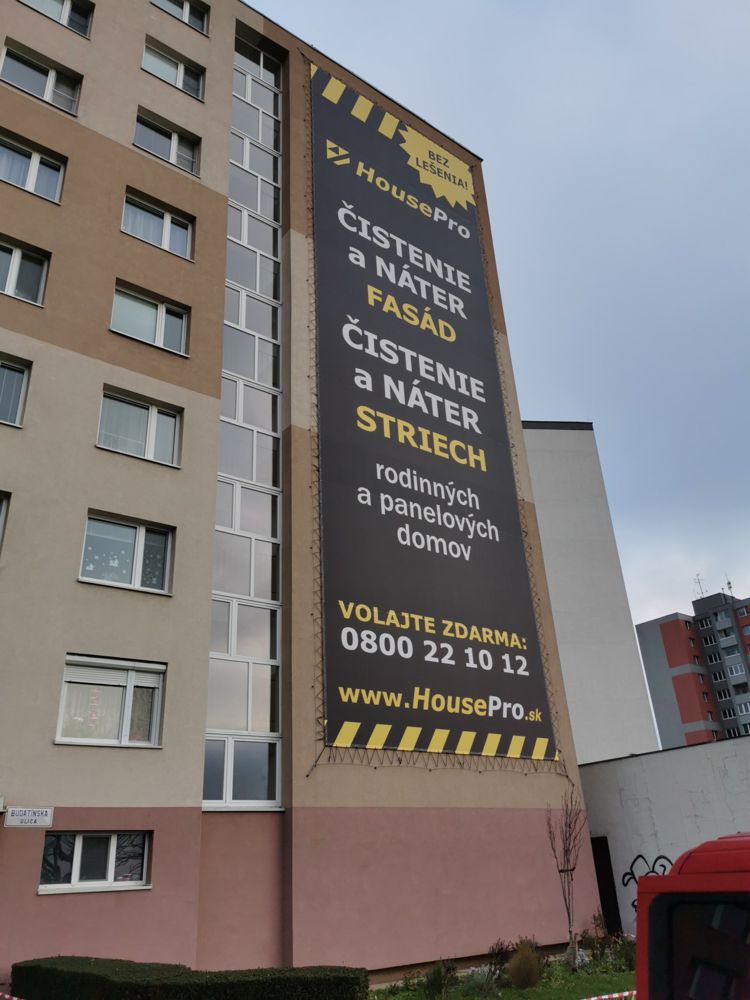 BEZ
LEŠENIA!
HousePro
ČISTENIE
a NÁTER
FASÁD
ČISTENIE
a NÁTER
STRIECH
rodinných
a panelových
domov
VOLAJTE ZDARMA:
0800 22 10 12
www.HousePro.sk
BUDATÍNSKA
ULICA